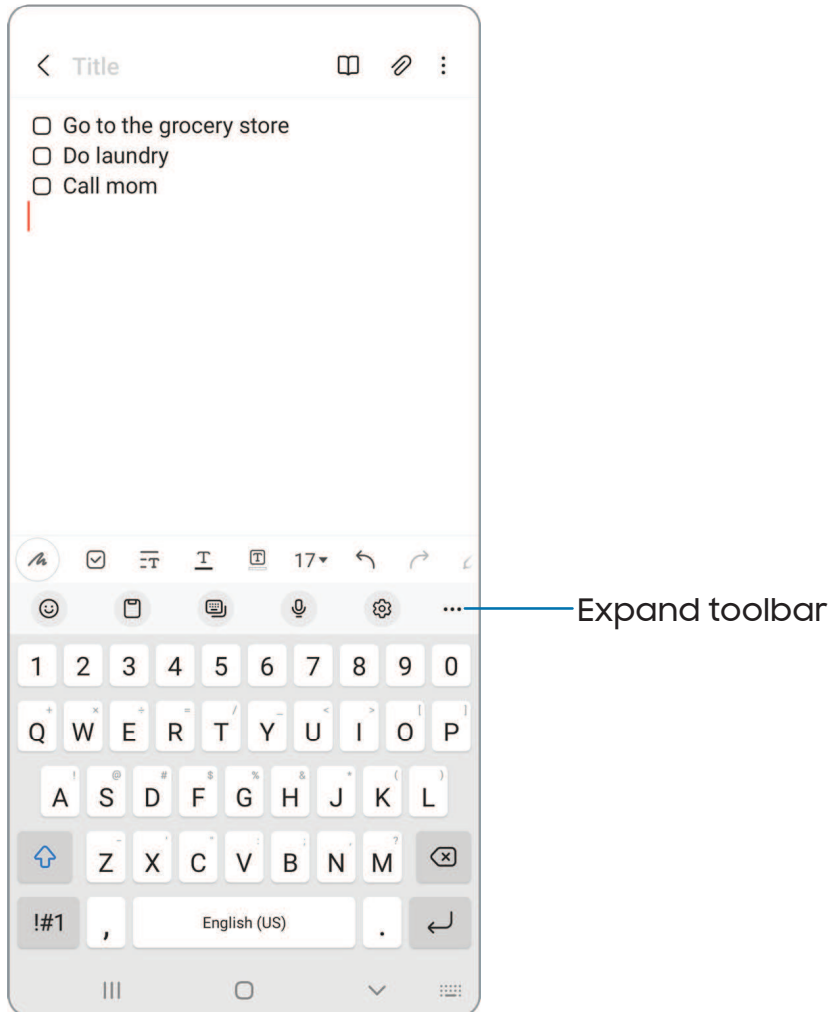 Title
Go to the grocery store
Do laundry
Call mom
17
Expand toolbar
1 2 3 4 5 6 7 8 9 0
+ × ÷ = / _ < > [ ]
Q W E R T Y U I O P
! @ # $ % & * ( )
A S D F G H J K L
- ' " : ; , ?
Z X C V B N M
!#1 , English (US) .